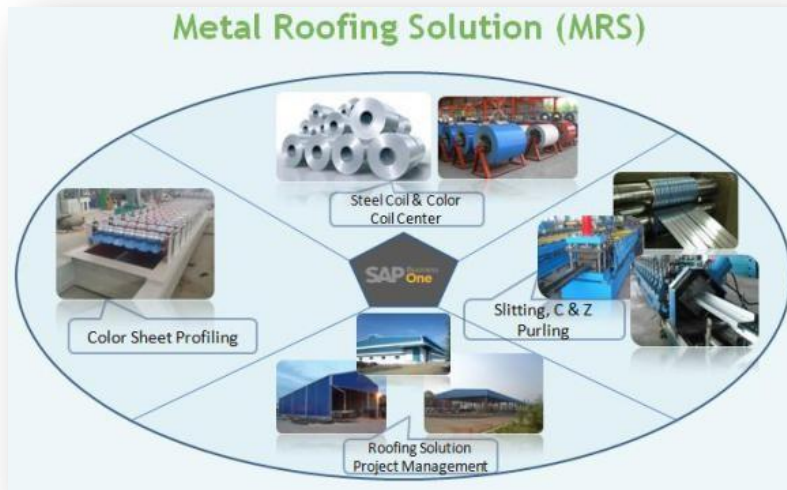 Metal Roofing Solution (MRS)
Steel Coil & Color
Coil Center
SAP Business
One
Slitting, C & Z
Purling
Color Sheet Profiling
Roofing Solution
Project Management